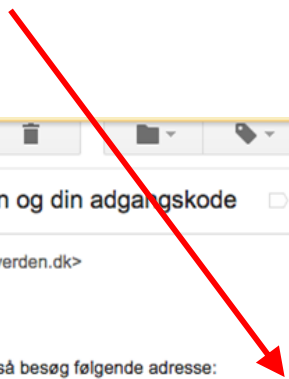 n og din adgangskode
verden.dk>
så besøg følgende adresse: